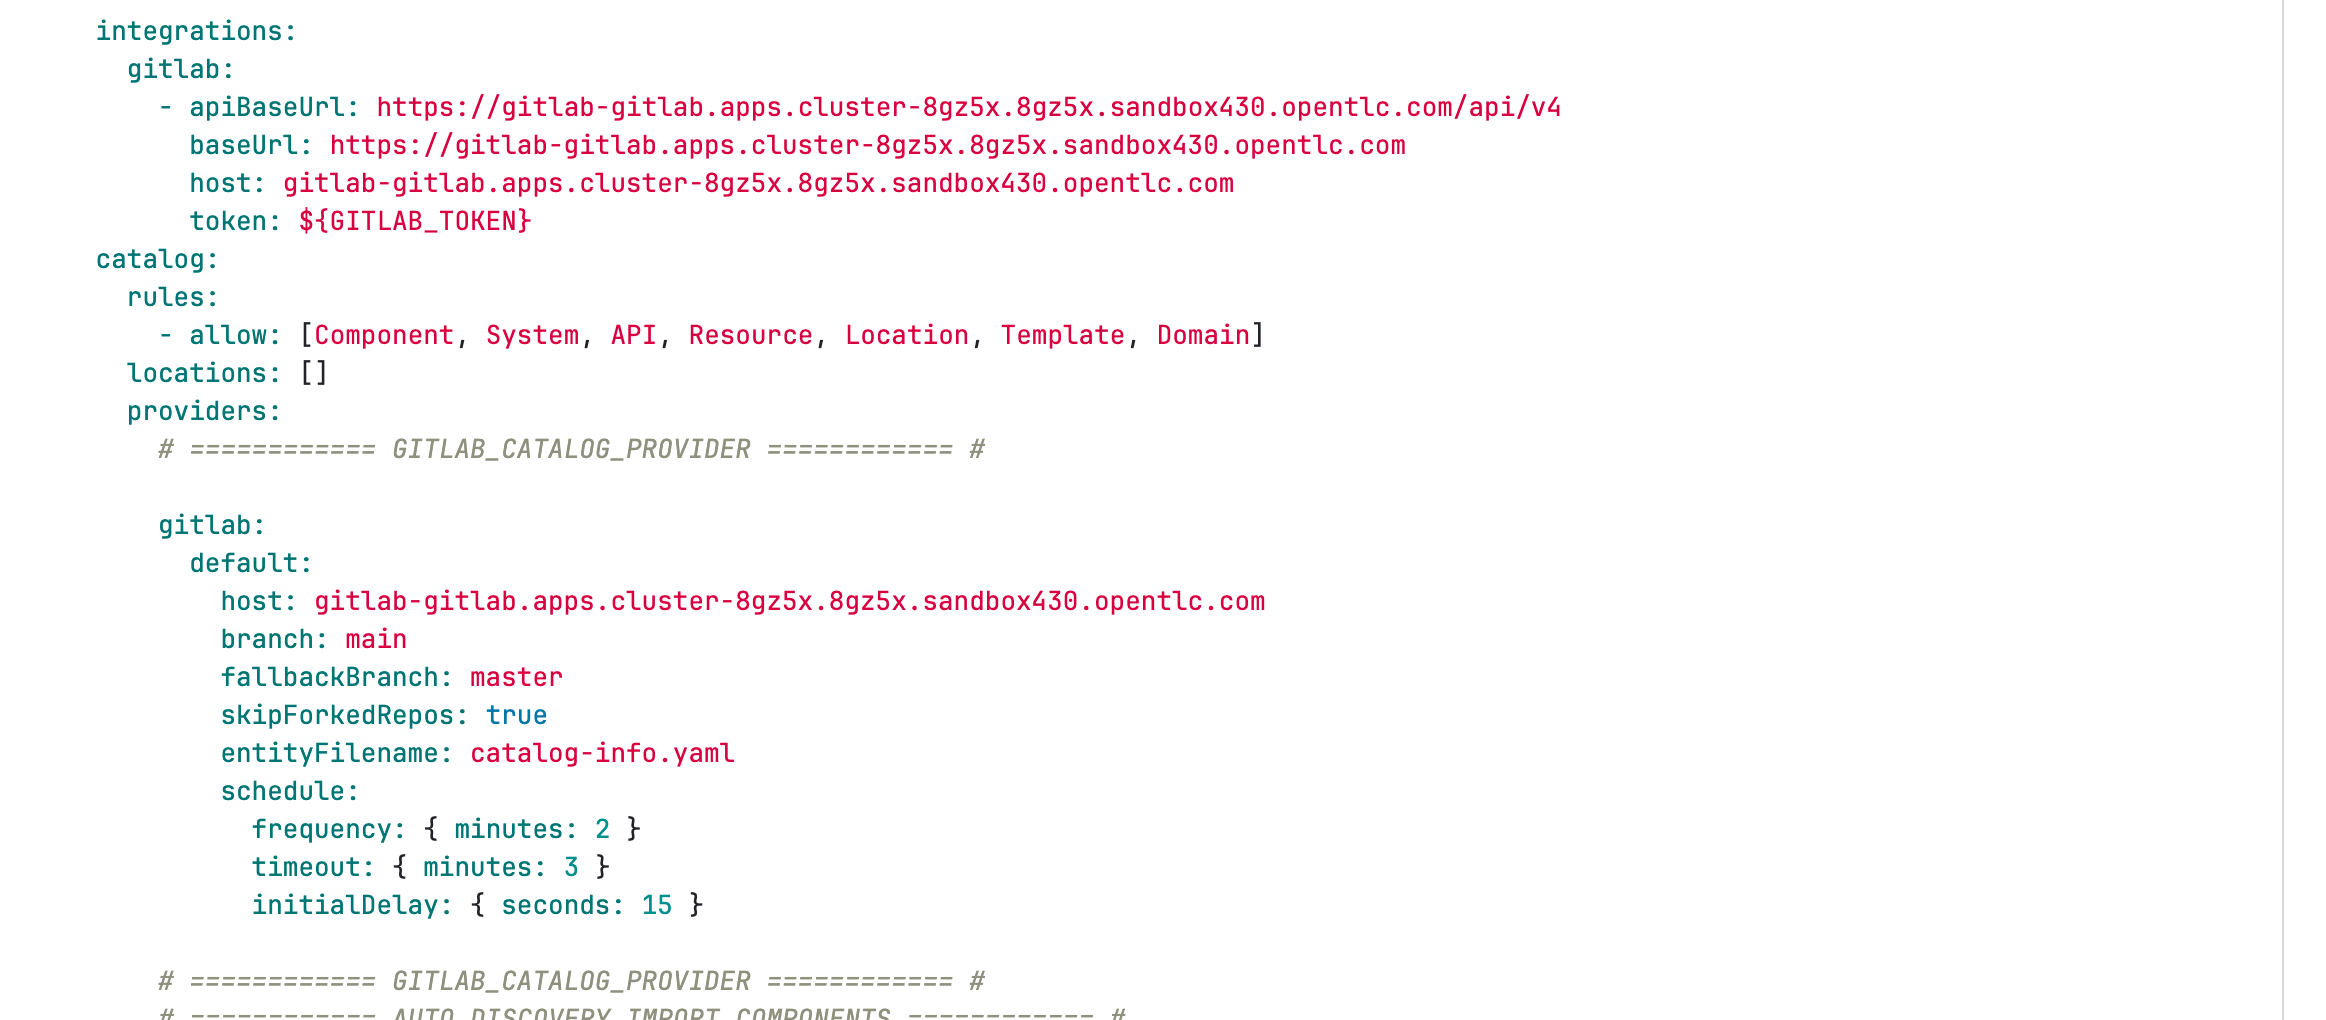 integrations:
  gitlab:
    - apiBaseUrl: https://gitlab-gitlab.apps.cluster-8gz5x.8gz5x.sandbox430.opentlc.com/api/v4
      baseUrl: https://gitlab-gitlab.apps.cluster-8gz5x.8gz5x.sandbox430.opentlc.com
      host: gitlab-gitlab.apps.cluster-8gz5x.8gz5x.sandbox430.opentlc.com
      token: ${GITLAB_TOKEN}
catalog:
  rules:
    - allow: [Component, System, API, Resource, Location, Template, Domain]
  locations: []
  providers:
    # ============ GITLAB_CATALOG_PROVIDER ============ #

    gitlab:
      default:
        host: gitlab-gitlab.apps.cluster-8gz5x.8gz5x.sandbox430.opentlc.com
        branch: main
        fallbackBranch: master
        skipForkedRepos: true
        entityFilename: catalog-info.yaml
        schedule:
          frequency: { minutes: 2 }
          timeout: { minutes: 3 }
          initialDelay: { seconds: 15 }

    # ============ GITLAB_CATALOG_PROVIDER ============ #
    # ============ AUTO_DISCOVERY_IMPORT_COMPONENTS ============ #